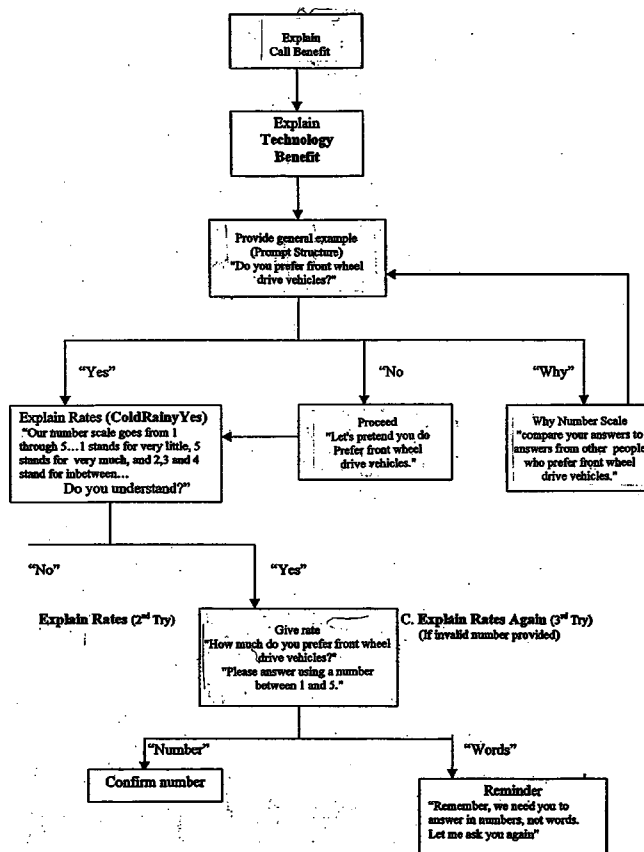 Explain
Call Benefit
Explain
Technology
Benefit
Provide general example
(Prompt Structure)
"Do you prefer front wheel
drive vehicles?"
“Yes”
“No
“Why”
Explain Rates (ColdRainyYes)
"Our number scale goes from 1
through 5…1 stands for very little, 5
stands for very much, and 2,3 and 4
stand for inbetween…
Do you understand?”
Proceed
"Let's pretend you do
Prefer front wheel
drive vehicles."
Why Number Scale
"compare your answers to
answers from other people
who prefer front wheel
drive vehicles."
“No”
“Yes”
Explain Rates (2nd Try)
Give rate
"How much do you prefer front wheel
drive vehicles?"
"Please answer using a number
between 1 and 5."
C. Explain Rates Again (3rd Try)
(If invalid number provided)
“Number”
“Words”
Confirm number
Reminder
“Remember, we need you to
answer in numbers, not words.
Let me ask you again”